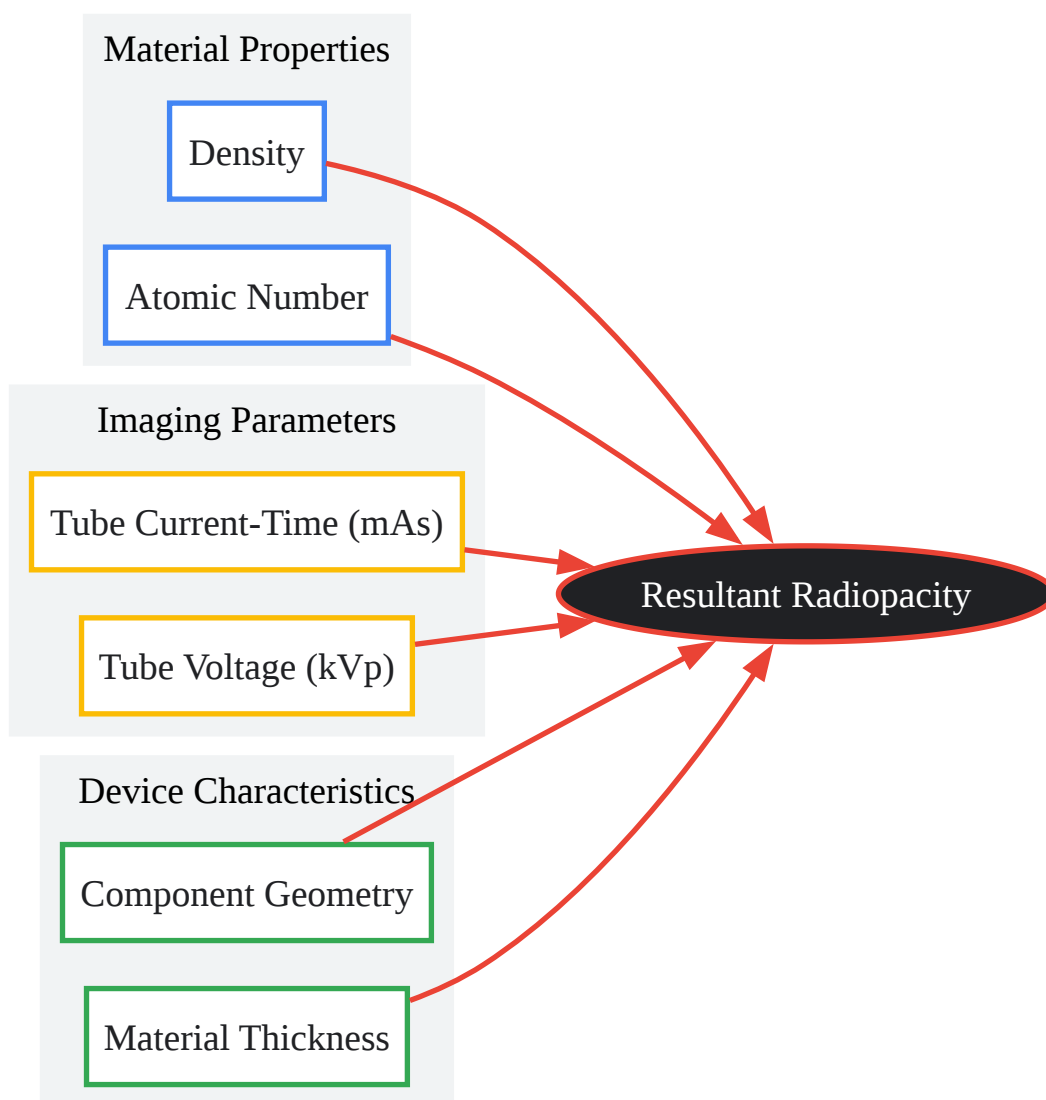 Material Properties
Density
Atomic Number
Imaging Parameters
Tube Current-Time (mAs)
Resultant Radiopacity
Tube Voltage (kVp)
Device Characteristics
Component Geometry
Material Thickness